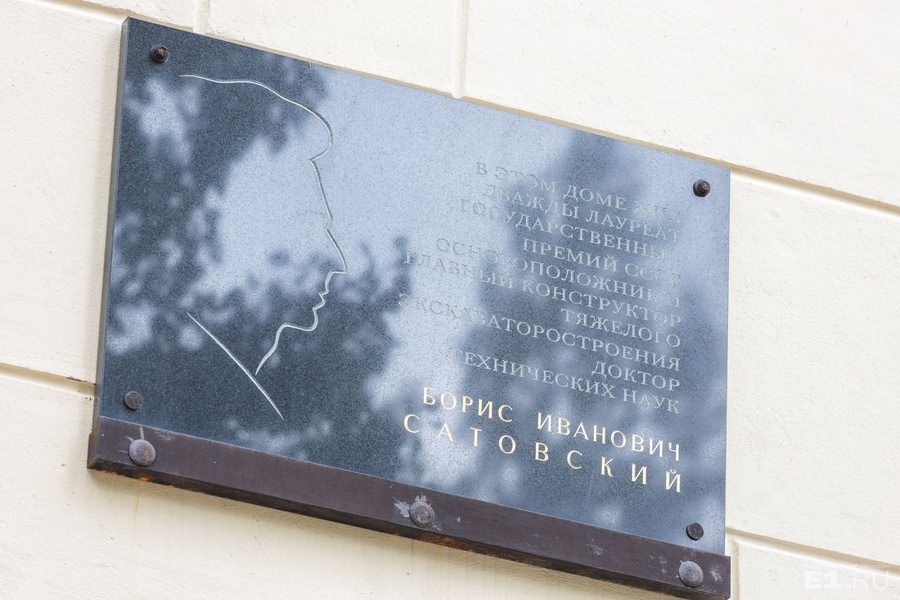 В ЭТОМ ДОМЕ ЖИЛ
ДВАЖДЫ ЛАУРЕАТ
ГОСУДАРСТВЕННЫХ
ПРЕМИЙ СССР
ОСНОВОПОЛОЖНИК И
ГЛАВНЫЙ КОНСТРУКТОР
ТЯЖЕЛОГО
ЭКСКАВАТОРОСТРОЕНИЯ
ДОКТОР
ТЕХНИЧЕСКИХ НАУК
БОРИС ИВАНОВИЧ
САТОВСКИЙ
E1.RU